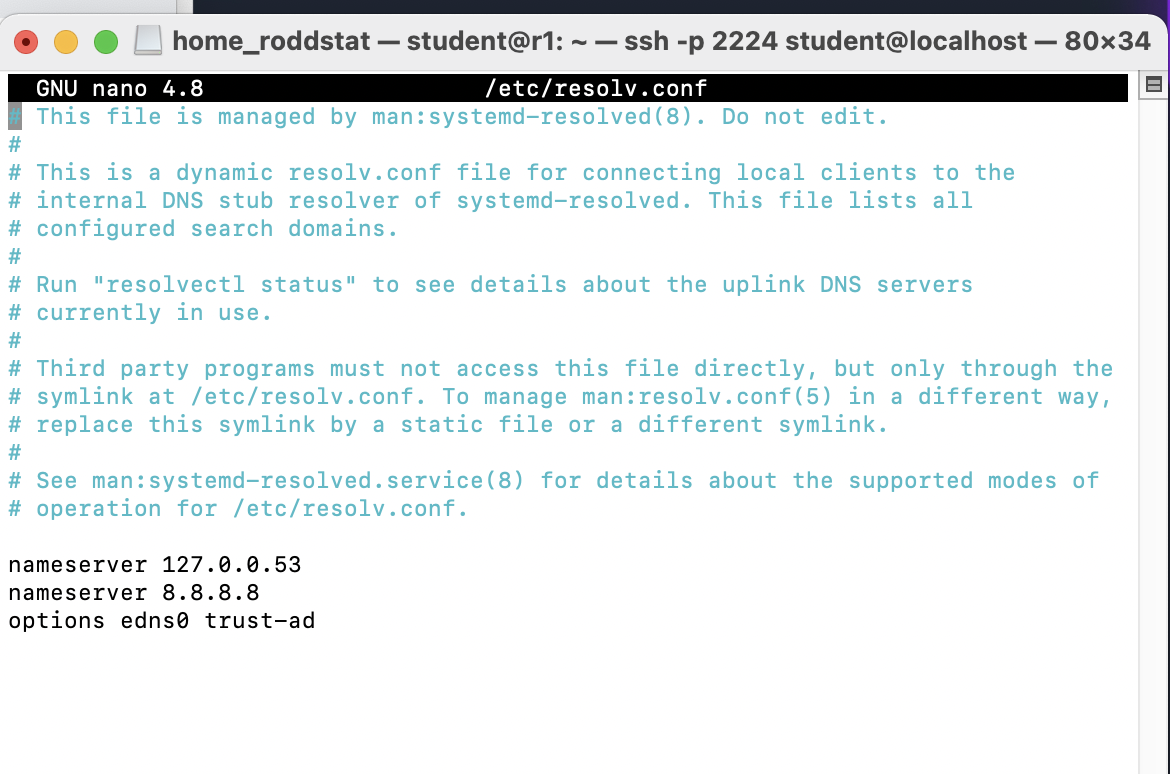 home_roddstat — student@r1: ~ — ssh -p 2224 student@localhost — 80×34
GNU nano 4.8 /etc/resolv.conf
# This file is managed by man:systemd-resolved(8). Do not edit.
#
# This is a dynamic resolv.conf file for connecting local clients to the
# internal DNS stub resolver of systemd-resolved. This file lists all
# configured search domains.
#
# Run "resolvectl status" to see details about the uplink DNS servers
# currently in use.
#
# Third party programs must not access this file directly, but only through the
# symlink at /etc/resolv.conf. To manage man:resolv.conf(5) in a different way,
# replace this symlink by a static file or a different symlink.
#
# See man:systemd-resolved.service(8) for details about the supported modes of
# operation for /etc/resolv.conf.

nameserver 127.0.0.53
nameserver 8.8.8.8
options edns0 trust-ad